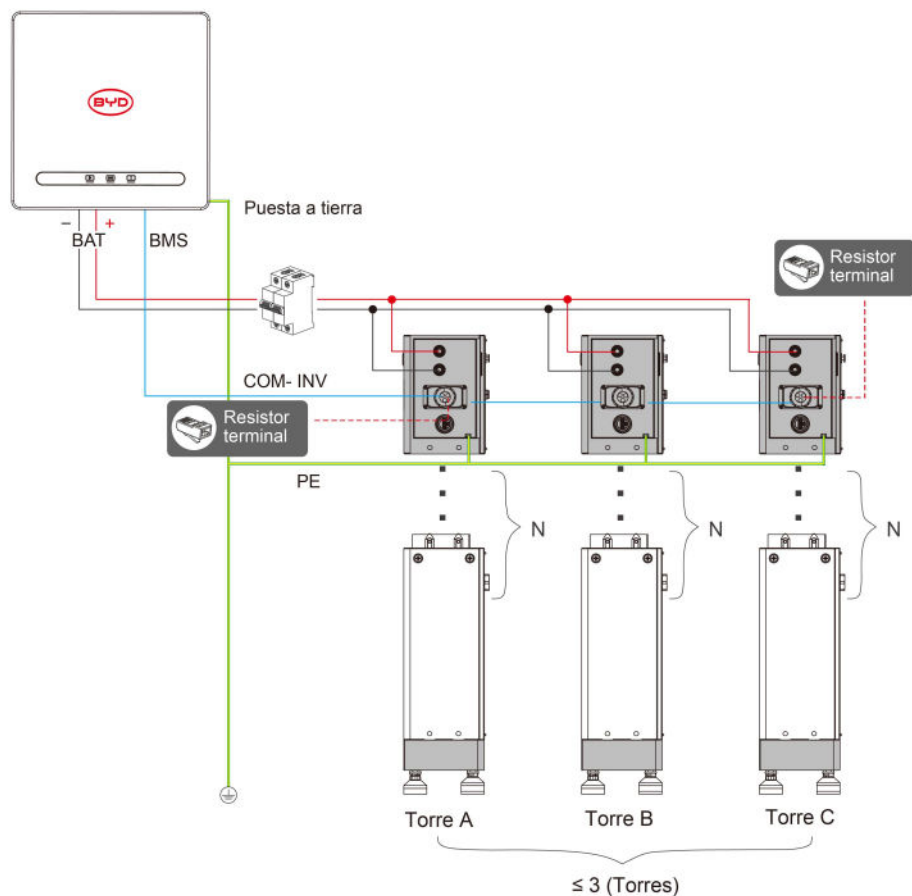 BYD
Puesta a tierra
− +
BAT
BMS
Resistor
terminal
COM- INV
Resistor
terminal
PE
N
N
N
Torre A
Torre B
Torre C
≤ 3 (Torres)